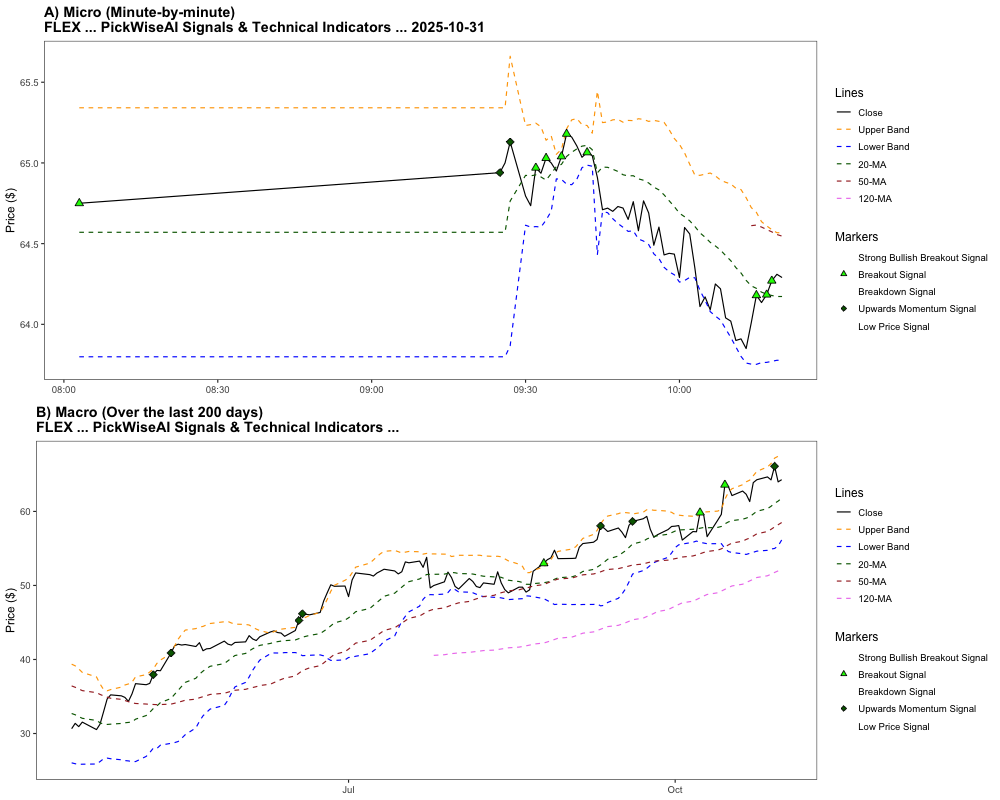 A) Micro (Minute-by-minute)
FLEX ... PickWiseAI Signals & Technical Indicators ... 2025-10-31
Price ($)
65.5
65.0
64.5
64.0
08:00
08:30
09:00
09:30
10:00
Lines
Close
Upper Band
Lower Band
20-MA
50-MA
120-MA
Markers
Strong Bullish Breakout Signal
Breakout Signal
Breakdown Signal
Upwards Momentum Signal
Low Price Signal
B) Macro (Over the last 200 days)
FLEX ... PickWiseAI Signals & Technical Indicators ...
Price ($)
60
50
40
30
Jul
Oct
Lines
Close
Upper Band
Lower Band
20-MA
50-MA
120-MA
Markers
Strong Bullish Breakout Signal
Breakout Signal
Breakdown Signal
Upwards Momentum Signal
Low Price Signal